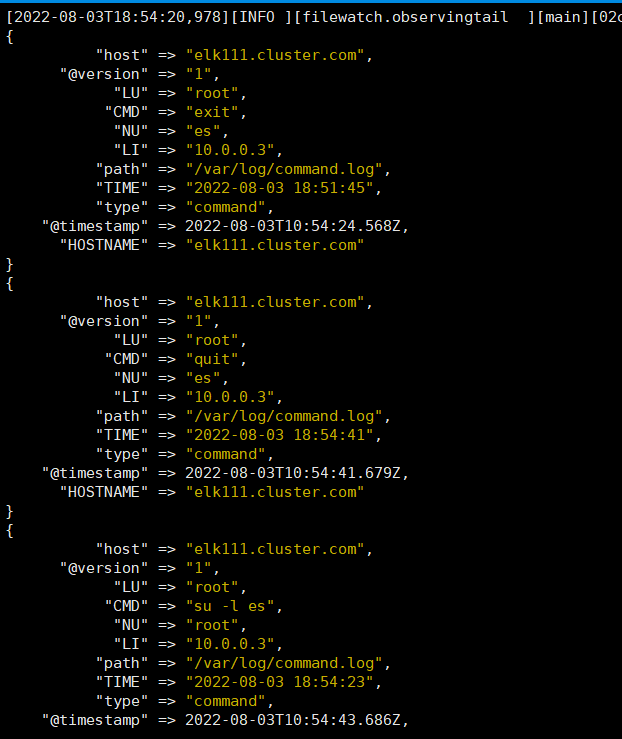 [2022-08-03T18:54:20,978][INFO ][filewatch.observingtail  ][main][02c
{
          "host" => "elk111.cluster.com",
      "@version" => "1",
            "LU" => "root",
           "CMD" => "exit",
            "NU" => "es",
            "LI" => "10.0.0.3",
          "path" => "/var/log/command.log",
          "TIME" => "2022-08-03 18:51:45",
          "type" => "command",
    "@timestamp" => 2022-08-03T10:54:24.568Z,
      "HOSTNAME" => "elk111.cluster.com"
}
{
          "host" => "elk111.cluster.com",
      "@version" => "1",
            "LU" => "root",
           "CMD" => "quit",
            "NU" => "es",
            "LI" => "10.0.0.3",
          "path" => "/var/log/command.log",
          "TIME" => "2022-08-03 18:54:41",
          "type" => "command",
    "@timestamp" => 2022-08-03T10:54:41.679Z,
      "HOSTNAME" => "elk111.cluster.com"
}
{
          "host" => "elk111.cluster.com",
      "@version" => "1",
            "LU" => "root",
           "CMD" => "su -l es",
            "NU" => "root",
            "LI" => "10.0.0.3",
          "path" => "/var/log/command.log",
          "TIME" => "2022-08-03 18:54:23",
          "type" => "command",
    "@timestamp" => 2022-08-03T10:54:43.686Z,